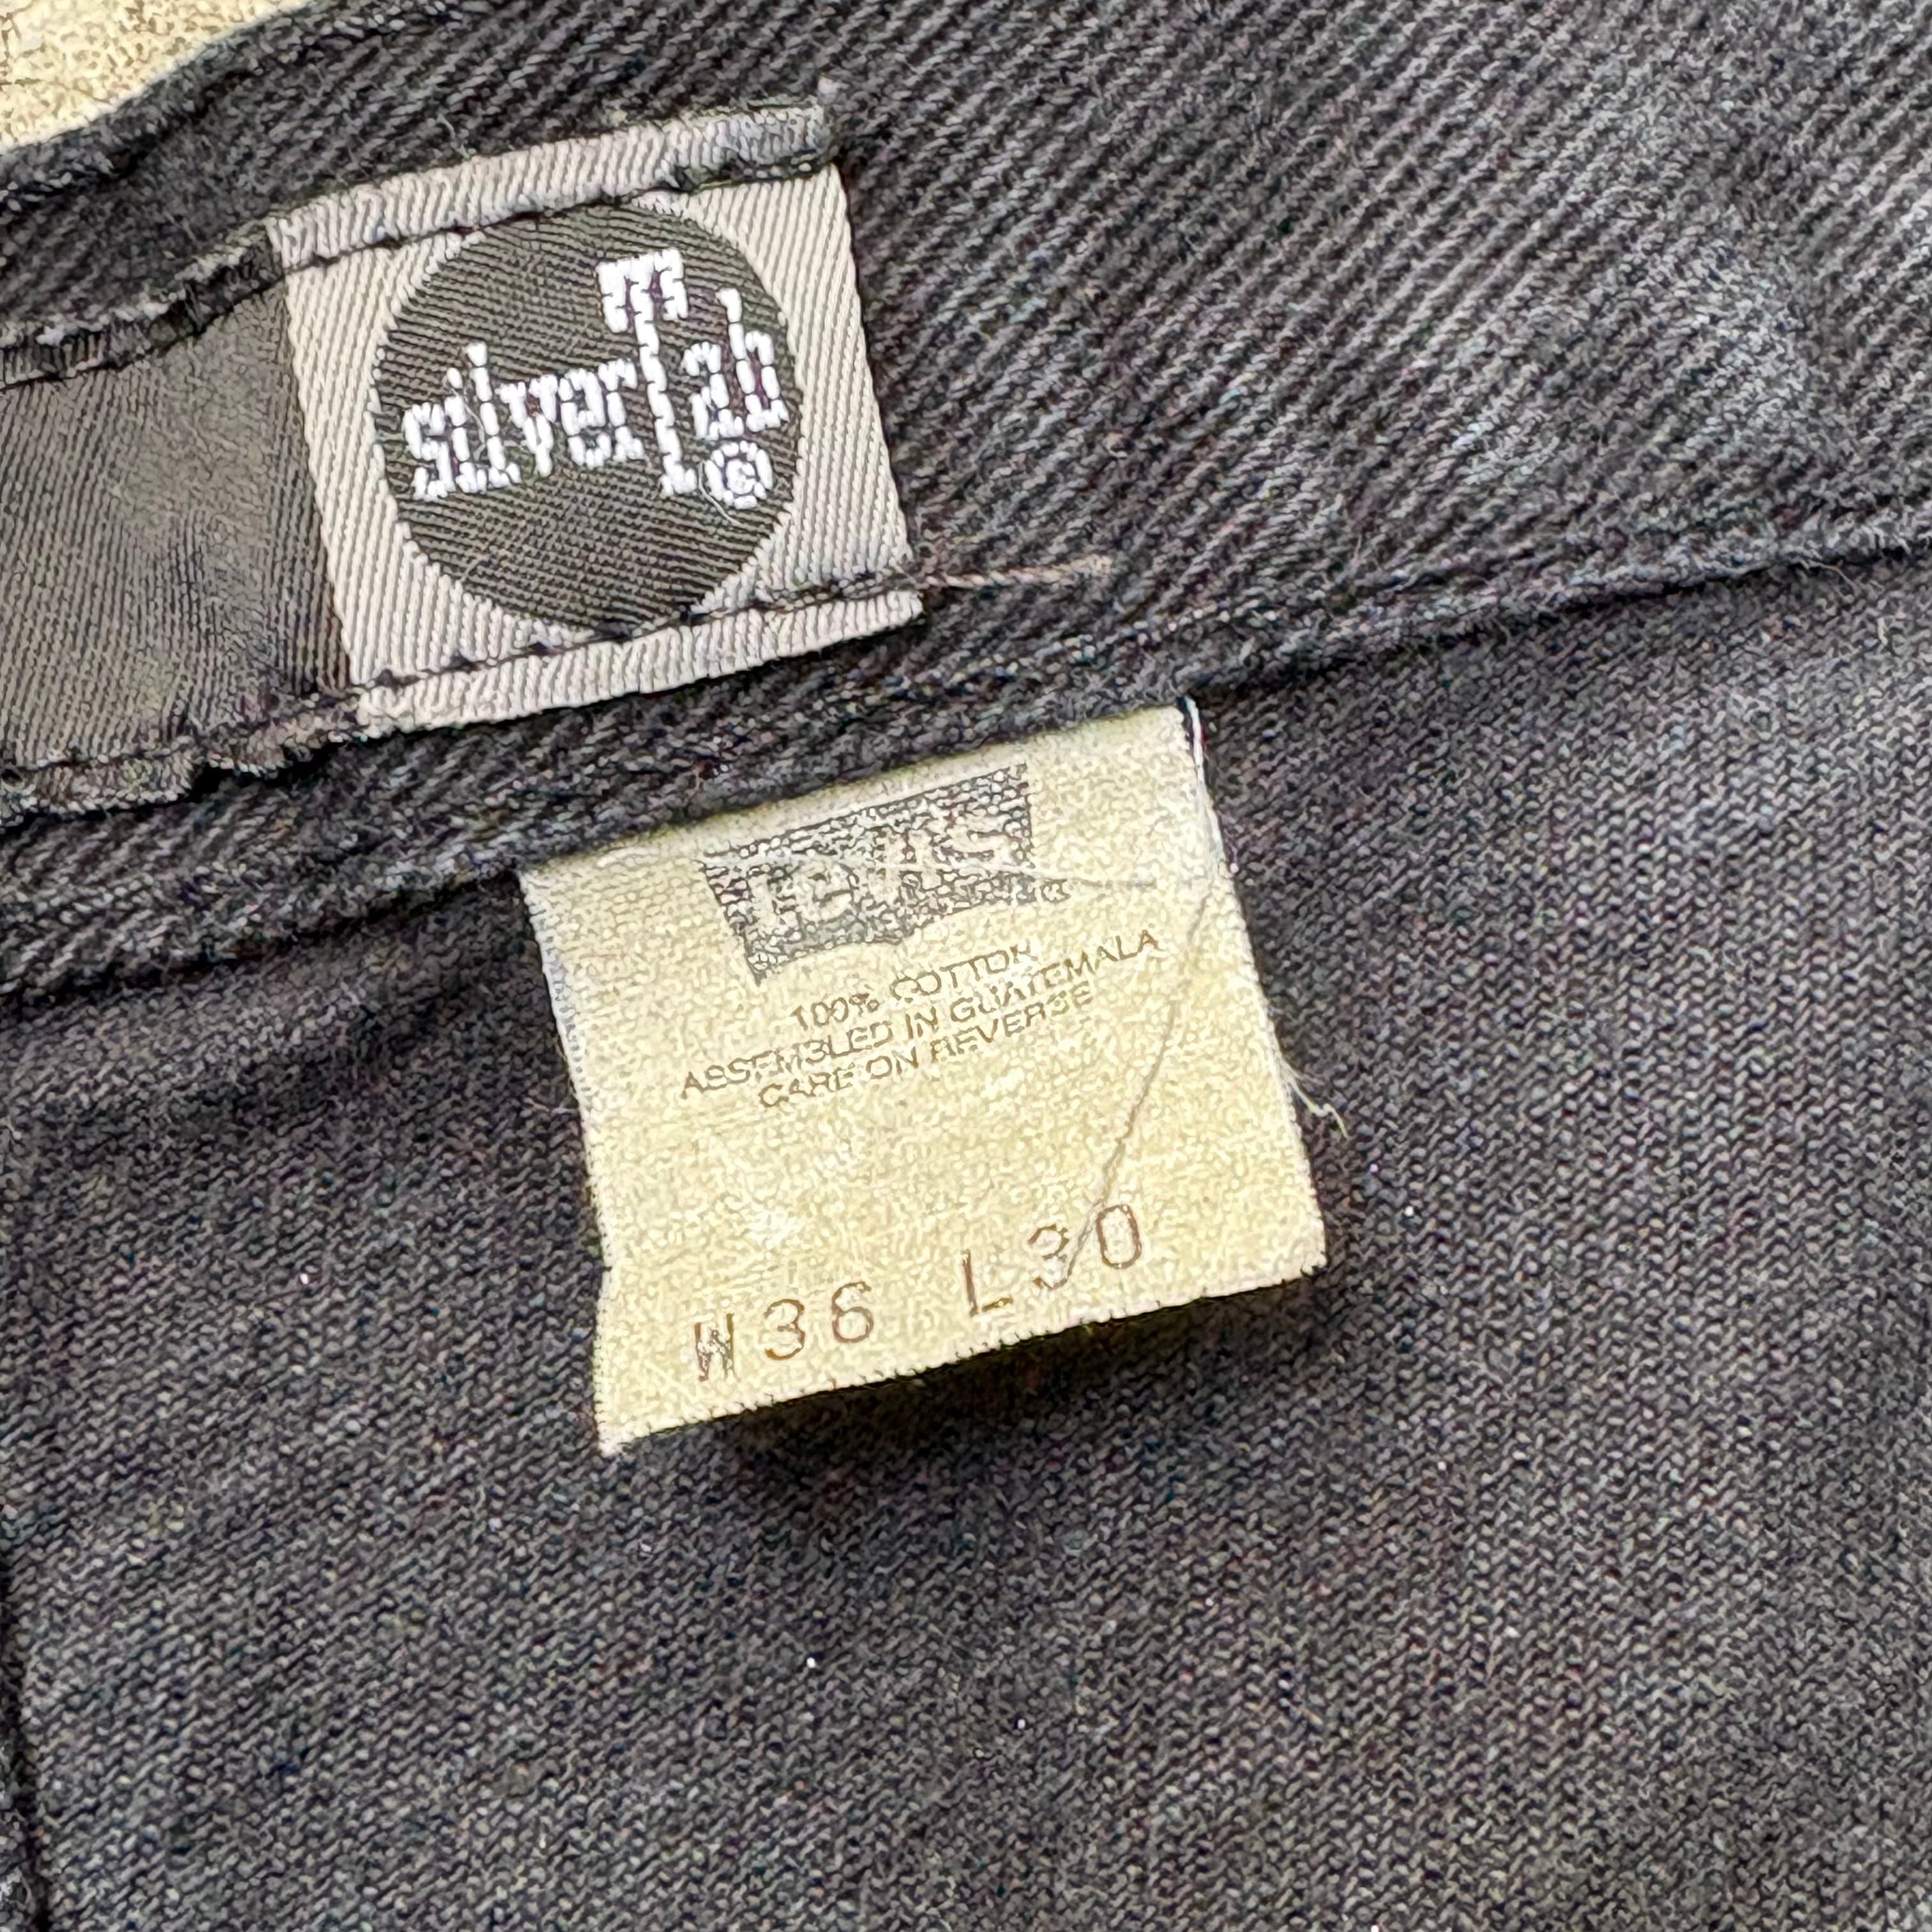 silverTab®
Levi's®
100% COTTON
ASSEMBLED IN GUATEMALA
CARE ON REVERSE
W36 L30